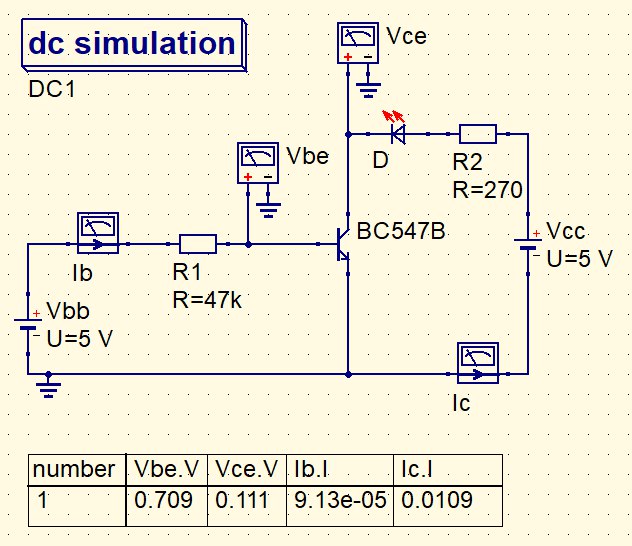 dc simulation
DC1
Vce
+ −
Vbe
+ −
D
R2
R=270
BC547B
Ib
R1
R=47k
+
Vcc
−
U=5 V
+
Vbb
−
U=5 V
Ic
number Vbe.V Vce.V Ib.I Ic.I
1 0.709 0.111 9.13e-05 0.0109